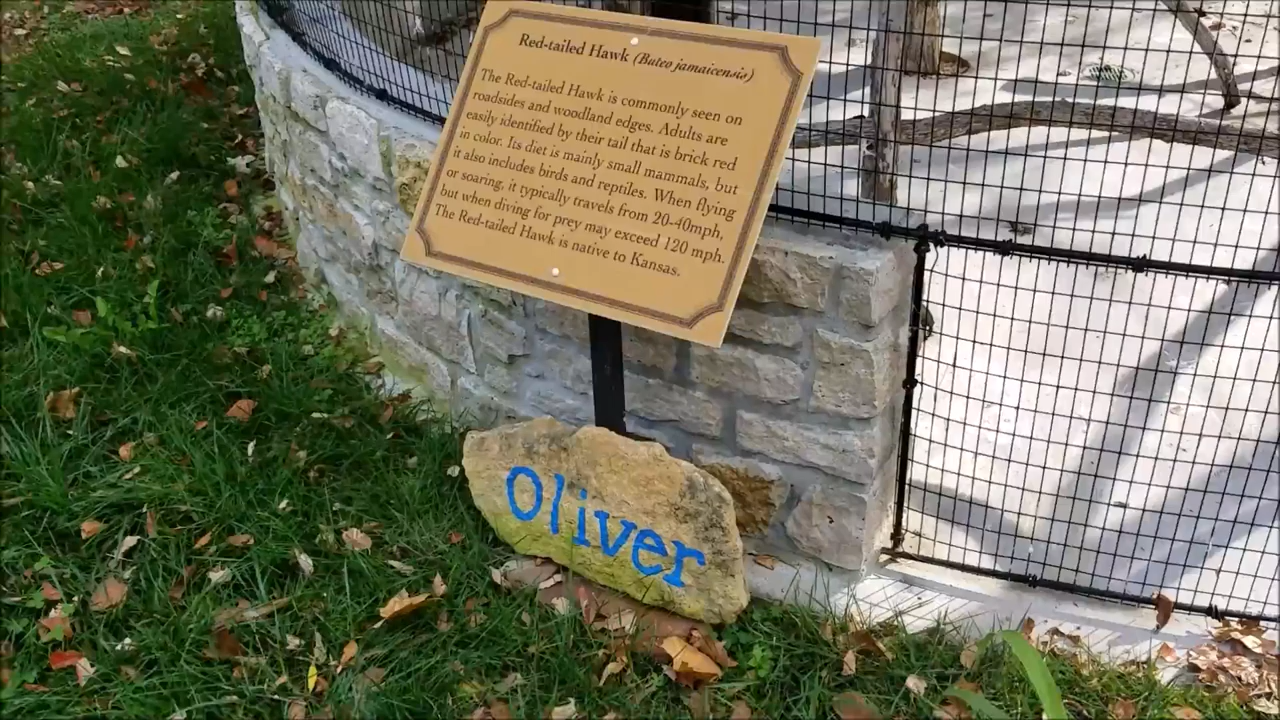 Red-tailed Hawk (Buteo jamaicensis)
The Red-tailed Hawk is commonly seen on
roadsides and woodland edges. Adults are
easily identified by their tail that is brick red
in color. Its diet is mainly small mammals, but
it also includes birds and reptiles. When flying
or soaring, it typically travels from 20-40mph,
but when diving for prey may exceed 120 mph.
The Red-tailed Hawk is native to Kansas.
Oliver